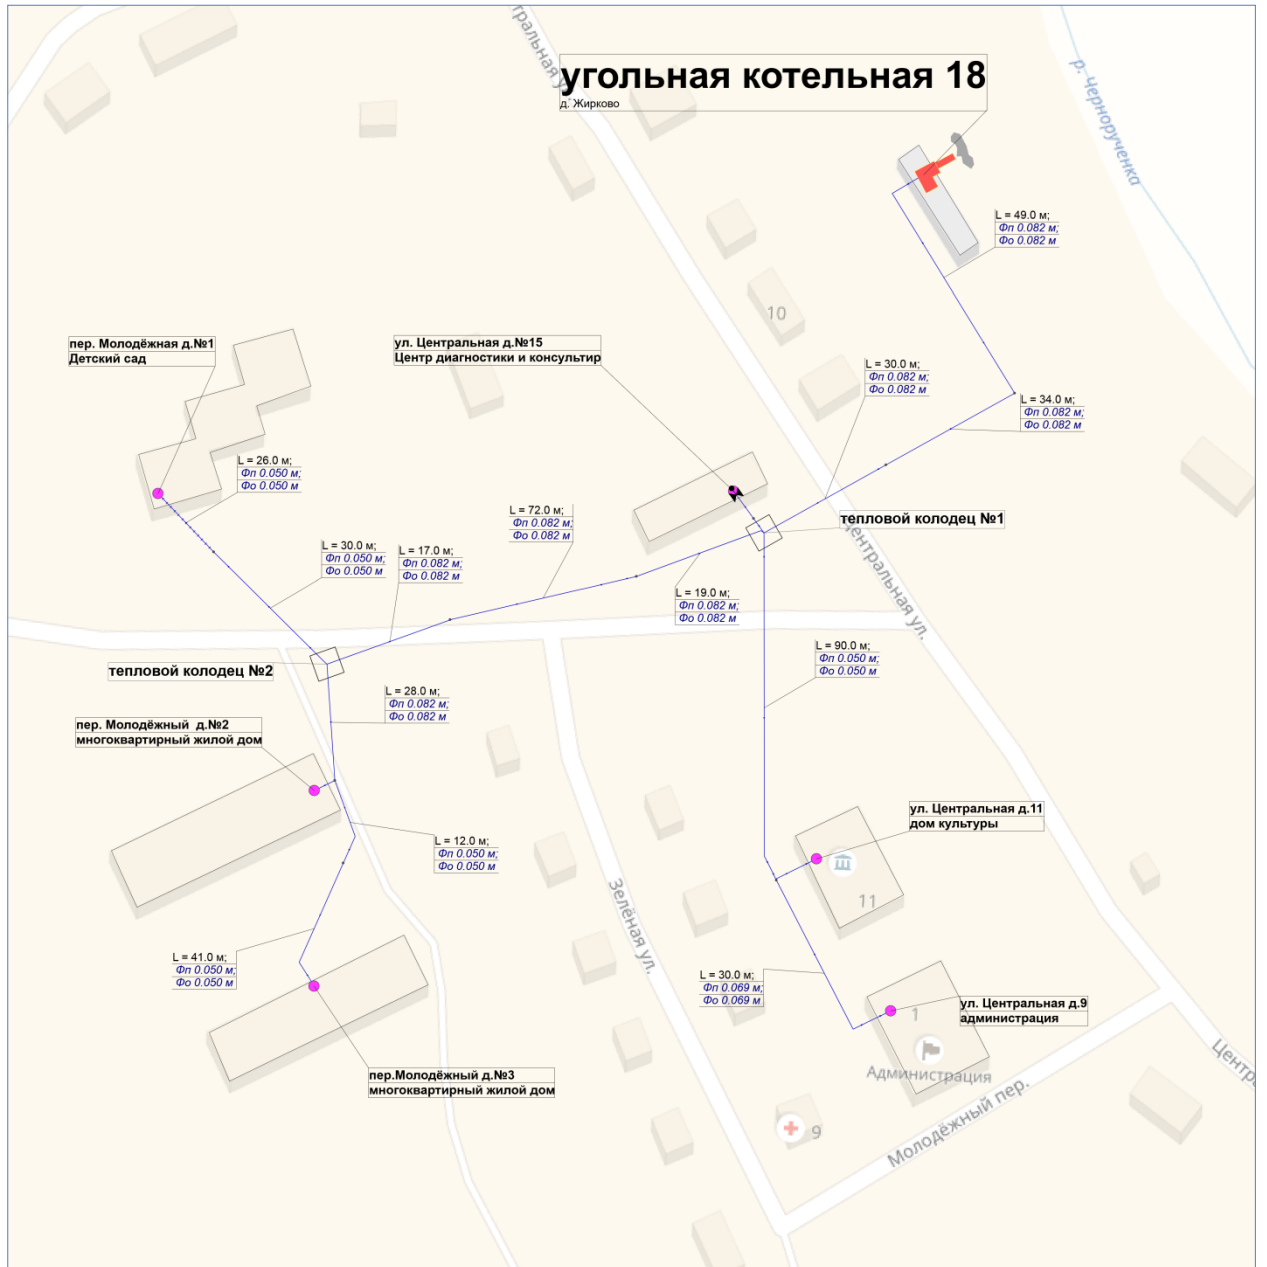 тральная ул.
угольная котельная 18
д. Жирково
р. Чернорученка
L = 49.0 м;
Фп 0.082 м;
Фо 0.082 м
10
пер. Молодёжная д.№1
Детский сад
ул. Центральная д.№15
Центр диагностики и консультир
L = 30.0 м;
Фп 0.082 м;
Фо 0.082 м
L = 34.0 м;
Фп 0.082 м;
Фо 0.082 м
L = 26.0 м;
Фп 0.050 м;
Фо 0.050 м
L = 72.0 м;
Фп 0.082 м;
Фо 0.082 м
тепловой колодец №1
L = 30.0 м;
Фп 0.050 м;
Фо 0.050 м
L = 17.0 м;
Фп 0.082 м;
Фо 0.082 м
Центральная ул.
L = 19.0 м;
Фп 0.082 м;
Фо 0.082 м
тепловой колодец №2
L = 90.0 м;
Фп 0.050 м;
Фо 0.050 м
L = 28.0 м;
Фп 0.082 м;
Фо 0.082 м
пер. Молодёжный д.№2
многоквартирный жилой дом
ул. Центральная д.11
дом культуры
L = 12.0 м;
Фп 0.050 м;
Фо 0.050 м
11
Зелёная ул.
L = 41.0 м;
Фп 0.050 м;
Фо 0.050 м
L = 30.0 м;
Фп 0.069 м;
Фо 0.069 м
ул. Центральная д.9
администрация
1
Администрация
Центра
пер.Молодёжный д.№3
многоквартирный жилой дом
Молодёжный пер.
9